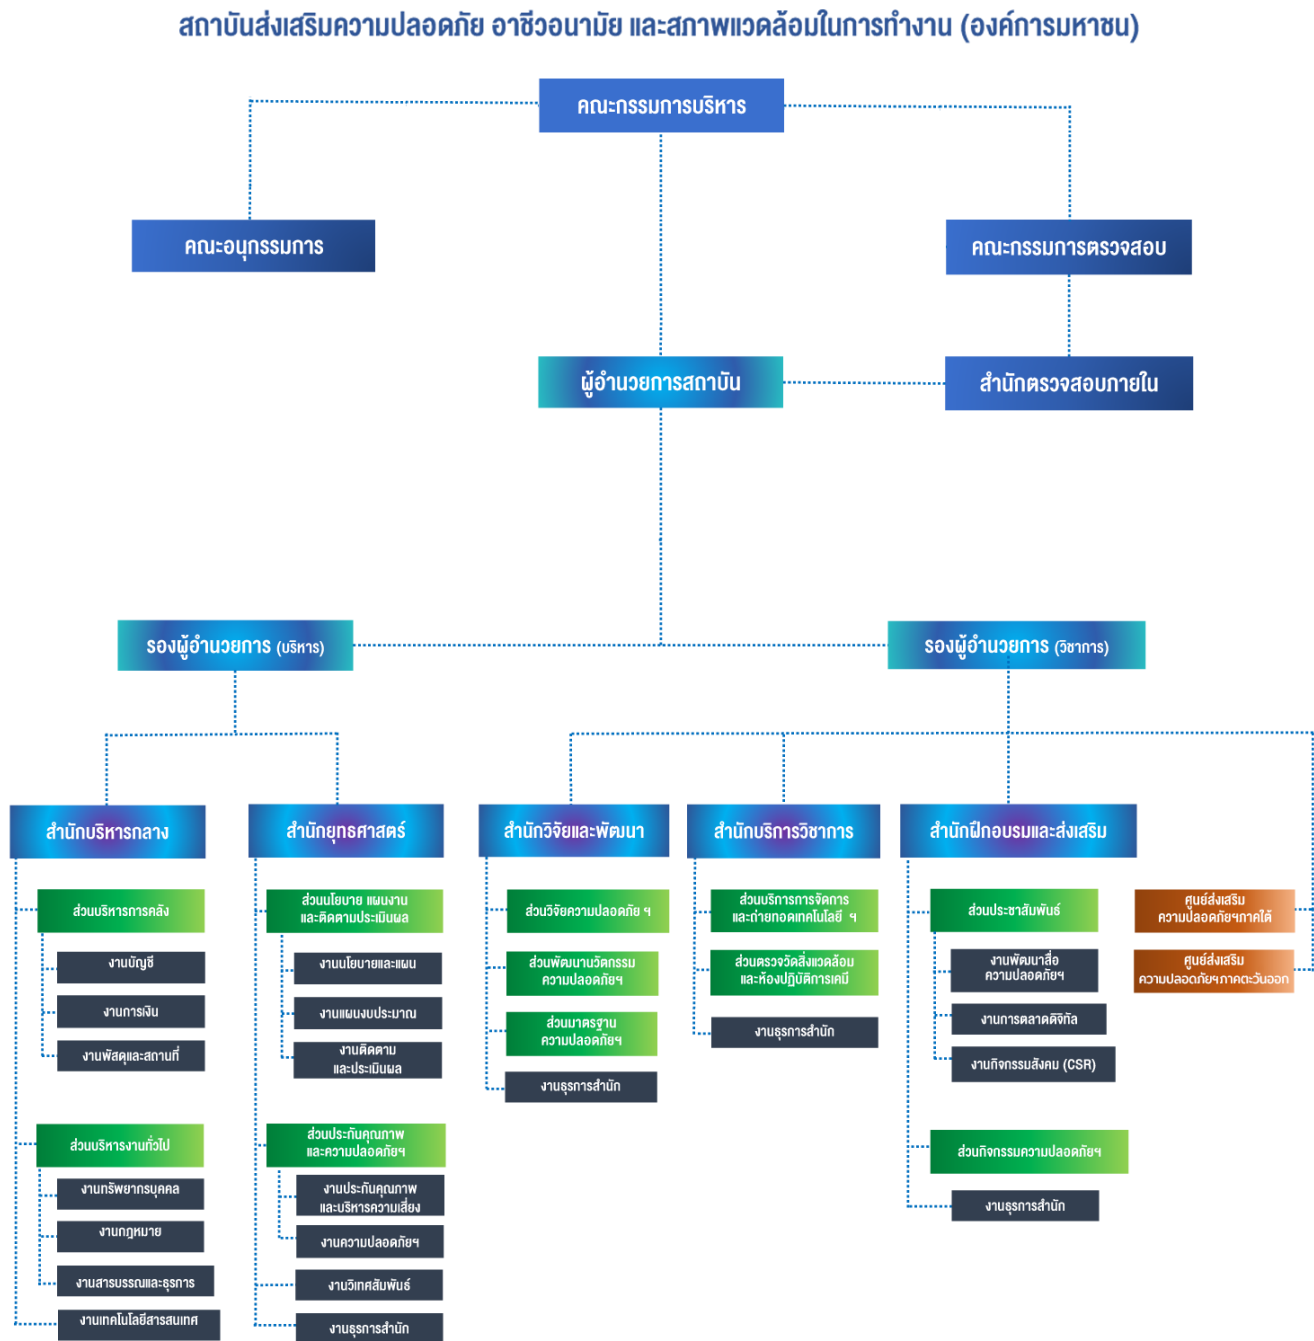 สถาบันส่งเสริมความปลอดภัย อาชีวอนามัย และสภาพแวดล้อมในการทำงาน (องค์การมหาชน)
คณะกรรมการบริหาร
คณะอนุกรรมการ
คณะกรรมการตรวจสอบ
ผู้อำนวยการสถาบัน
สำนักตรวจสอบภายใน
รองผู้อำนวยการ (บริหาร)
รองผู้อำนวยการ (วิชาการ)
สำนักบริหารกลาง
ส่วนบริหารการคลัง
งานบัญชี
งานการเงิน
งานพัสดุและสถานที่
ส่วนบริหารงานทั่วไป
งานทรัพยากรบุคคล
งานกฎหมาย
งานสารบรรณและธุรการ
งานเทคโนโลยีสารสนเทศ
สำนักยุทธศาสตร์
ส่วนนโยบาย แผนงาน
และติดตามประเมินผล
งานนโยบายและแผน
งานแผนงบประมาณ
งานติดตาม
และประเมินผล
ส่วนประกันคุณภาพ
และความปลอดภัยฯ
งานประกันคุณภาพ
และบริหารความเสี่ยง
งานความปลอดภัยฯ
งานวิเทศสัมพันธ์
งานธุรการสำนัก
สำนักวิจัยและพัฒนา
ส่วนวิจัยความปลอดภัย ฯ
ส่วนพัฒนานวัตกรรม
ความปลอดภัยฯ
ส่วนมาตรฐาน
ความปลอดภัยฯ
งานธุรการสำนัก
สำนักบริการวิชาการ
ส่วนบริการการจัดการ
และถ่ายทอดเทคโนโลยี ฯ
ส่วนตรวจวัดสิ่งแวดล้อม
และห้องปฏิบัติการเคมี
งานธุรการสำนัก
สำนักฝึกอบรมและส่งเสริม
ส่วนประชาสัมพันธ์
งานพัฒนาสื่อ
ความปลอดภัยฯ
งานการตลาดดิจิทัล
งานกิจกรรมสังคม (CSR)
ส่วนกิจกรรมความปลอดภัยฯ
งานธุรการสำนัก
ศูนย์ส่งเสริม
ความปลอดภัยฯภาคใต้
ศูนย์ส่งเสริม
ความปลอดภัยฯภาคตะวันออก